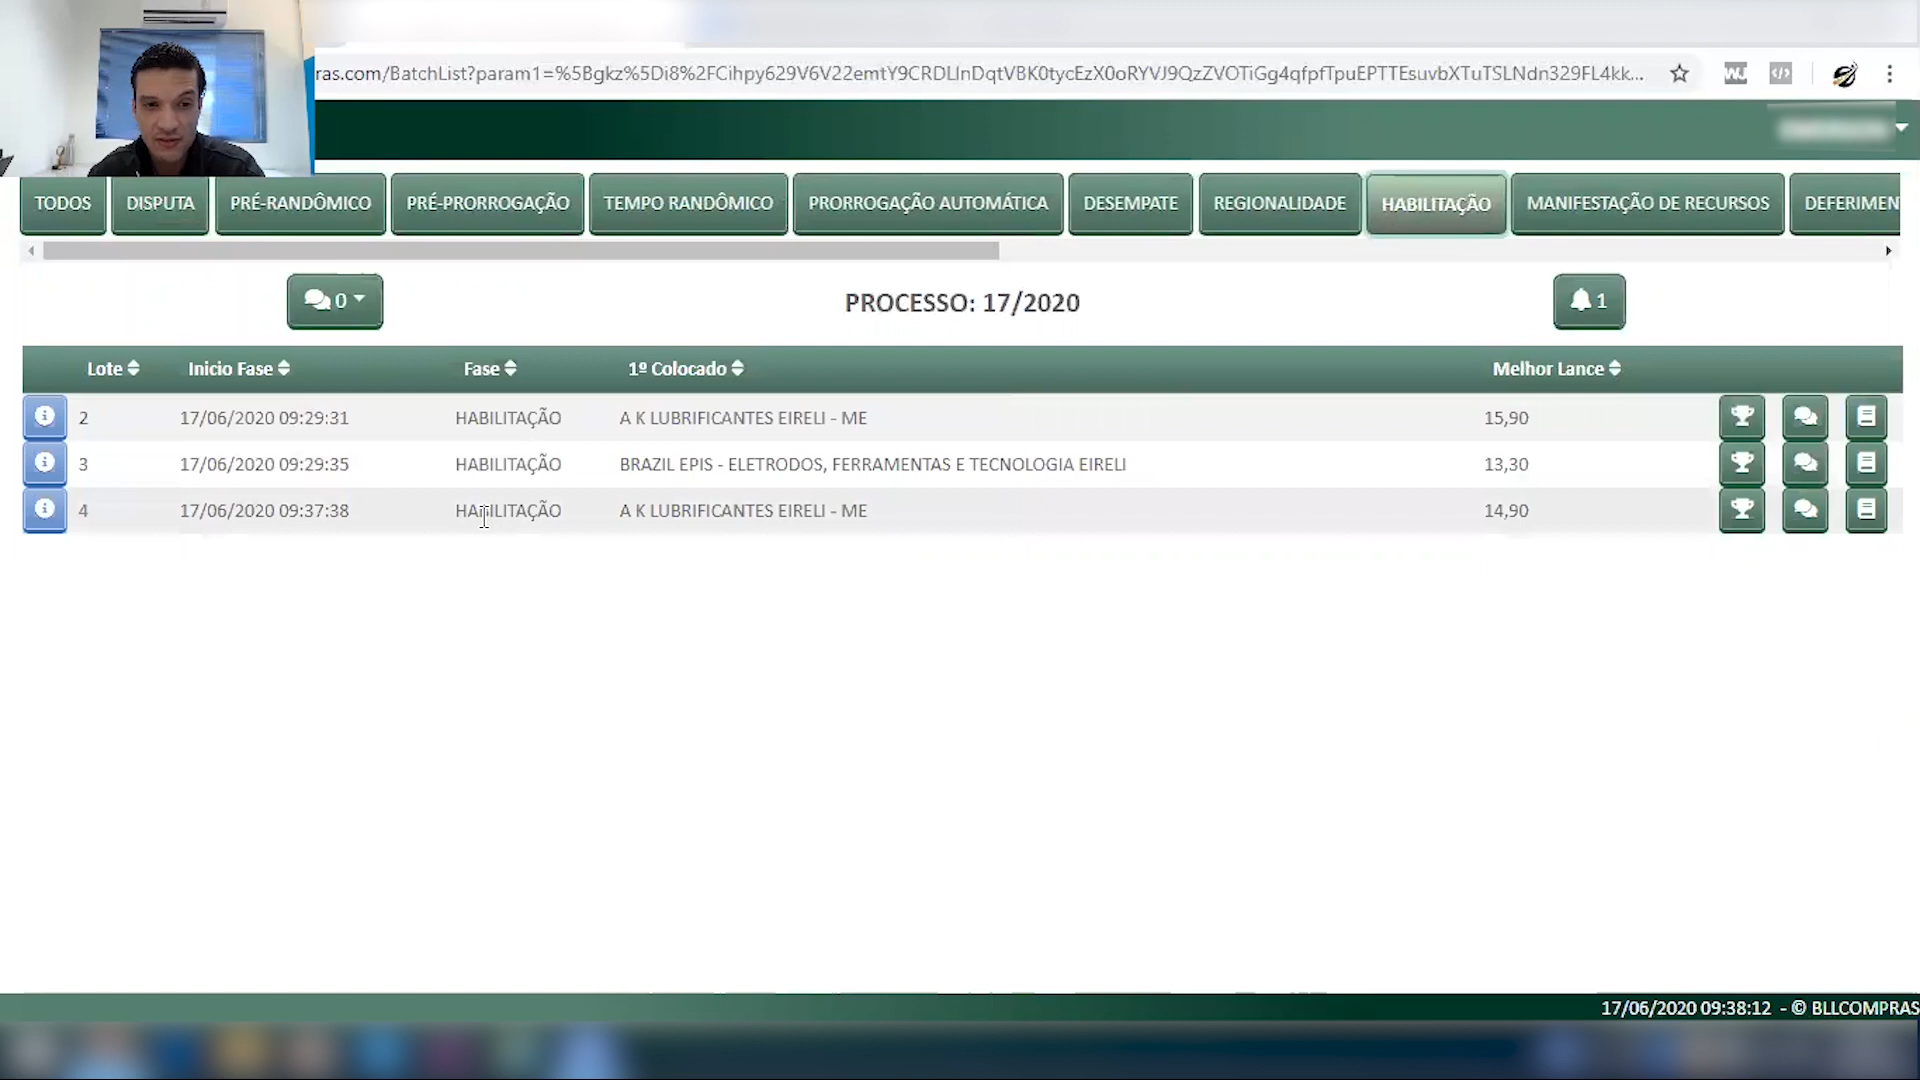 ras.com/BatchList?param1=%5Bgkz%5Di8%2FCihpy629V6V22emtY9CRDLlnDqtVBK0tycEzX0oRYVJ9QzZVOTiGg4qfpfTpuEPTTEsuvbXTuTSLNdn329FL4kk...
TODOS DISPUTA PRÉ-RANDÔMICO PRÉ-PRORROGAÇÃO TEMPO RANDÔMICO PRORROGAÇÃO AUTOMÁTICA DESEMPATE REGIONALIDADE HABILITAÇÃO MANIFESTAÇÃO DE RECURSOS DEFERIMEN
0 PROCESSO: 17/2020 1
Lote Inicio Fase Fase 1º Colocado Melhor Lance
2 17/06/2020 09:29:31 HABILITAÇÃO A K LUBRIFICANTES EIRELI - ME 15,90
3 17/06/2020 09:29:35 HABILITAÇÃO BRAZIL EPIS - ELETRODOS, FERRAMENTAS E TECNOLOGIA EIRELI 13,30
4 17/06/2020 09:37:38 HABILITAÇÃO A K LUBRIFICANTES EIRELI - ME 14,90
17/06/2020 09:38:12 - © BLLCOMPRAS